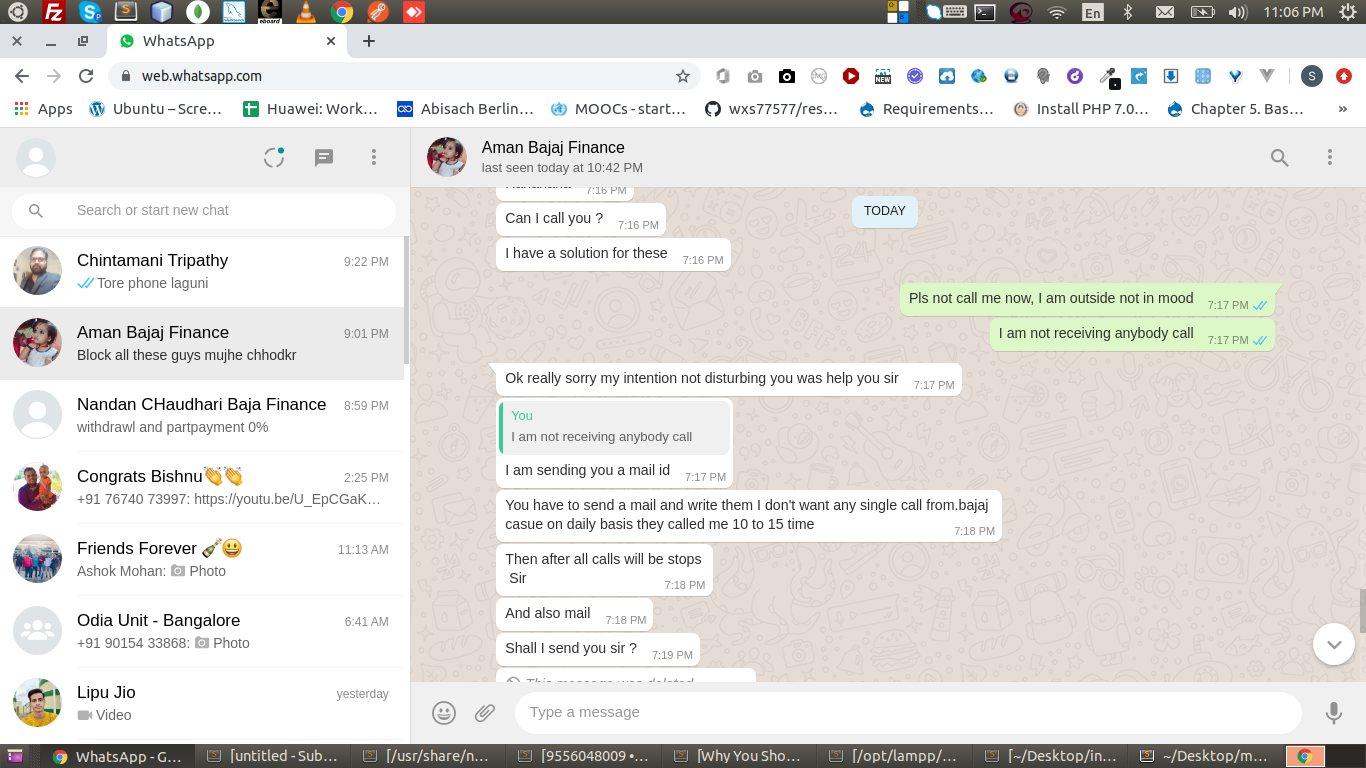 En
11:06 PM
WhatsApp
web.whatsapp.com
S
Apps
Ubuntu – Scre…
Huawei: Work…
Abisach Berlin…
MOOCs - start…
wxs77577/res…
Requirements…
Install PHP 7.0…
Chapter 5. Bas…
»
Aman Bajaj Finance
last seen today at 10:42 PM
Search or start new chat
Chintamani Tripathy
9:22 PM
Tore phone laguni
Aman Bajaj Finance
9:01 PM
Block all these guys mujhe chhodkr
Nandan CHaudhari Baja Finance
8:59 PM
withdrawl and partpayment 0%
Congrats Bishnu👏👏
2:25 PM
+91 76740 73997: https://youtu.be/U_EpCGaK…
Friends Forever 🍾😃
11:13 AM
Ashok Mohan: Photo
Odia Unit - Bangalore
6:41 AM
+91 90154 33868: Photo
Lipu Jio
yesterday
Video
7:16 PM
TODAY
Can I call you ?
7:16 PM
I have a solution for these
7:16 PM
Pls not call me now, I am outside not in mood
7:17 PM
I am not receiving anybody call
7:17 PM
Ok really sorry my intention not disturbing you was help you sir
7:17 PM
You
I am not receiving anybody call
I am sending you a mail id
7:17 PM
You have to send a mail and write them I don't want any single call from.bajaj
casue on daily basis they called me 10 to 15 time
7:18 PM
Then after all calls will be stops
Sir
7:18 PM
And also mail
7:18 PM
Shall I send you sir ?
7:19 PM
This message was deleted
Type a message
WhatsApp - G…
[untitled - Sub…
[/usr/share/n…
[9556048009 •…
[Why You Sho…
[/opt/lampp/…
[~/Desktop/in…
~/Desktop/m…